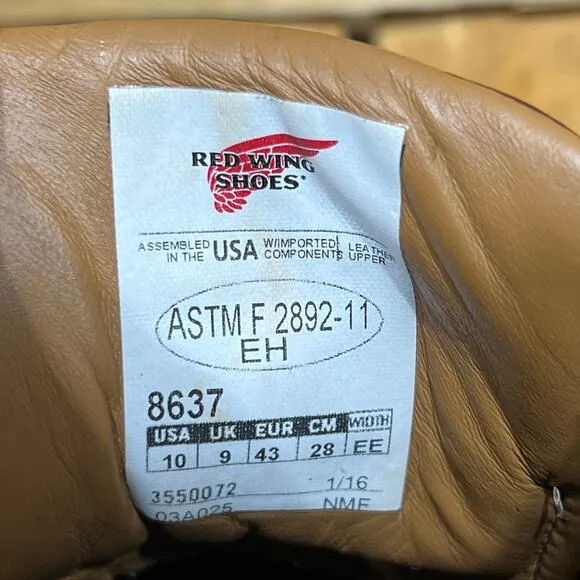 RED WING
SHOES®
ASSEMBLED IN THE USA W/IMPORTED COMPONENTS LEATHER UPPER
ASTM F 2892-11
EH
8637
USA UK EUR CM WIDTH
10 9 43 28 EE
3550072 1/16
03A025 NMF